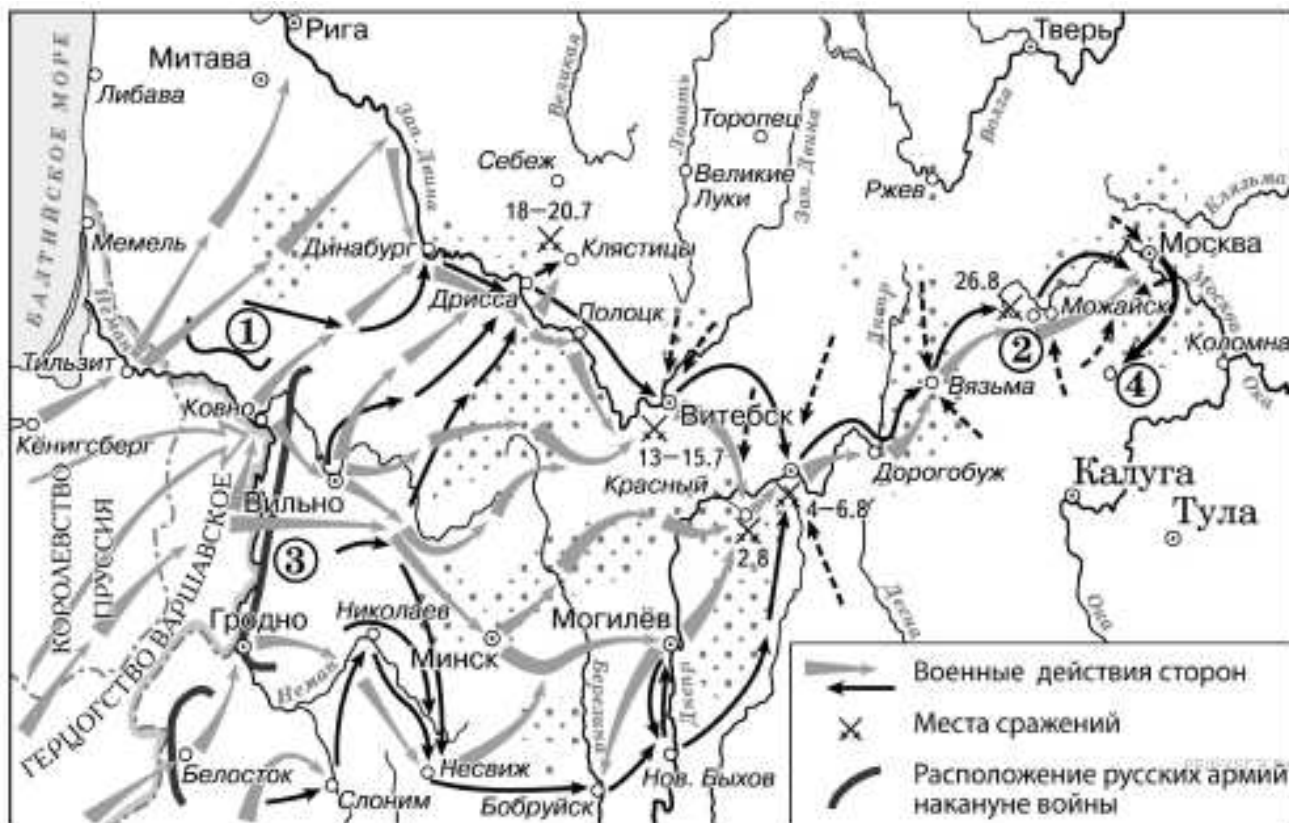 БАЛТИЙСКОЕ МОРЕ
Рига
Митава
Либава
Зап. Двина
Великая
Ловать
Торопец
Зап. Двина
Тверь
Волга
Себеж
Великие
Луки
Ржев
Клязьма
18–20.7
Мемель
Динабург
Клястицы
Москва
26.8
Неман
Дрисса
Полоцк
Днепр
Можайск
Москов
1
2
Тильзит
Коломна
4
Ока
Ковно
Вязьма
Кёнигсберг
Витебск
13–15.7
Красный
Дорогобуж
Вильно
4–6.8
Калуга
Тула
2.8
КОРОЛЕВСТВО
ПРУССИЯ
ГЕРЦОГСТВО ВАРШАВСКОЕ
3
Николаев
Гродно
Минск
Могилёв
Десна
Ока
Неман
Березина
Днепр
Белосток
Слоним
Несвиж
Бобруйск
Нов. Быхов
Военные действия сторон
Места сражений
Расположение русских армий
накануне войны